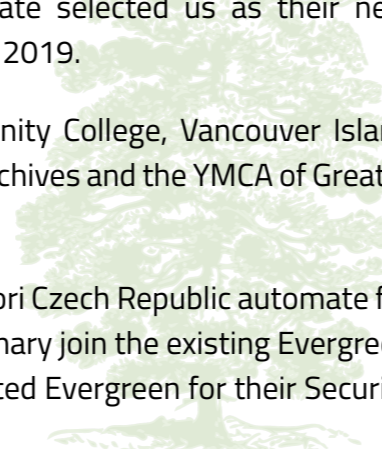 ate selected us as their ne
2019.
nity College, Vancouver Islan
chives and the YMCA of Great
ori Czech Republic automate f
nary join the existing Evergree
ted Evergreen for their Securi